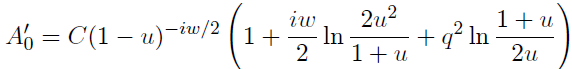 A_0' = C(1 - u)^{-iw/2} \left( 1 + \frac{iw}{2} \ln \frac{2u^2}{1+u} + q^2 \ln \frac{1+u}{2u} \right)